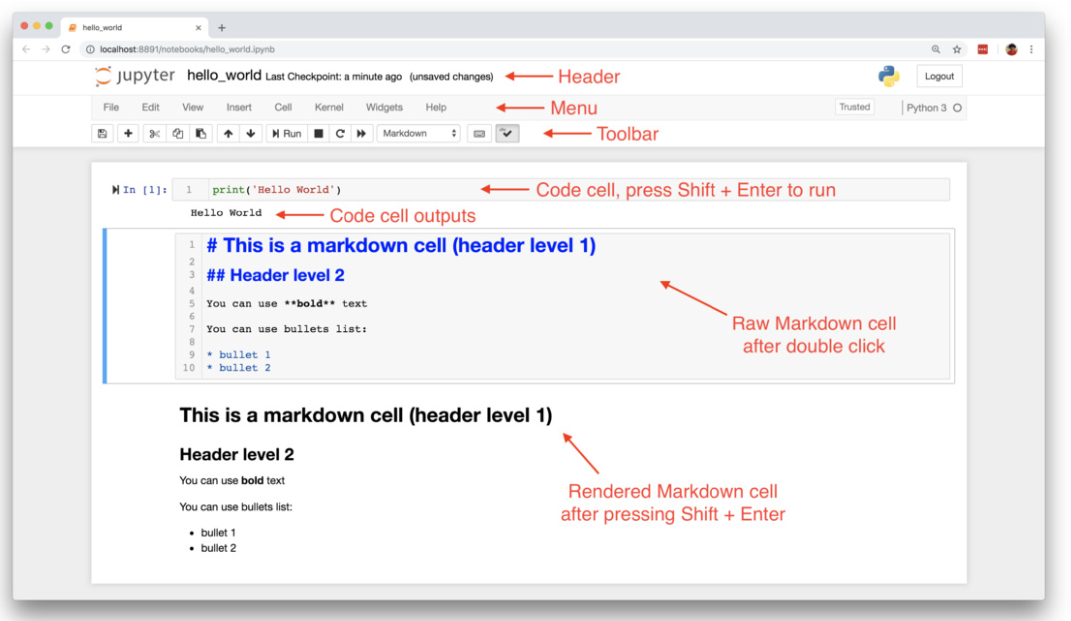 hello_world
localhost:8891/notebooks/hello_world.ipynb
jupyter hello_world Last Checkpoint: a minute ago (unsaved changes) Header Logout
File Edit View Insert Cell Kernel Widgets Help Menu Trusted Python 3
Run Markdown Toolbar
In [1]: 1 print('Hello World') Code cell, press Shift + Enter to run
Hello World Code cell outputs
1 # This is a markdown cell (header level 1)
2
3 ## Header level 2
4
5 You can use **bold** text
6
7 You can use bullets list:
8
9 * bullet 1
10 * bullet 2
Raw Markdown cell
after double click
This is a markdown cell (header level 1)
Header level 2
You can use bold text
You can use bullets list:
• bullet 1
• bullet 2
Rendered Markdown cell
after pressing Shift + Enter